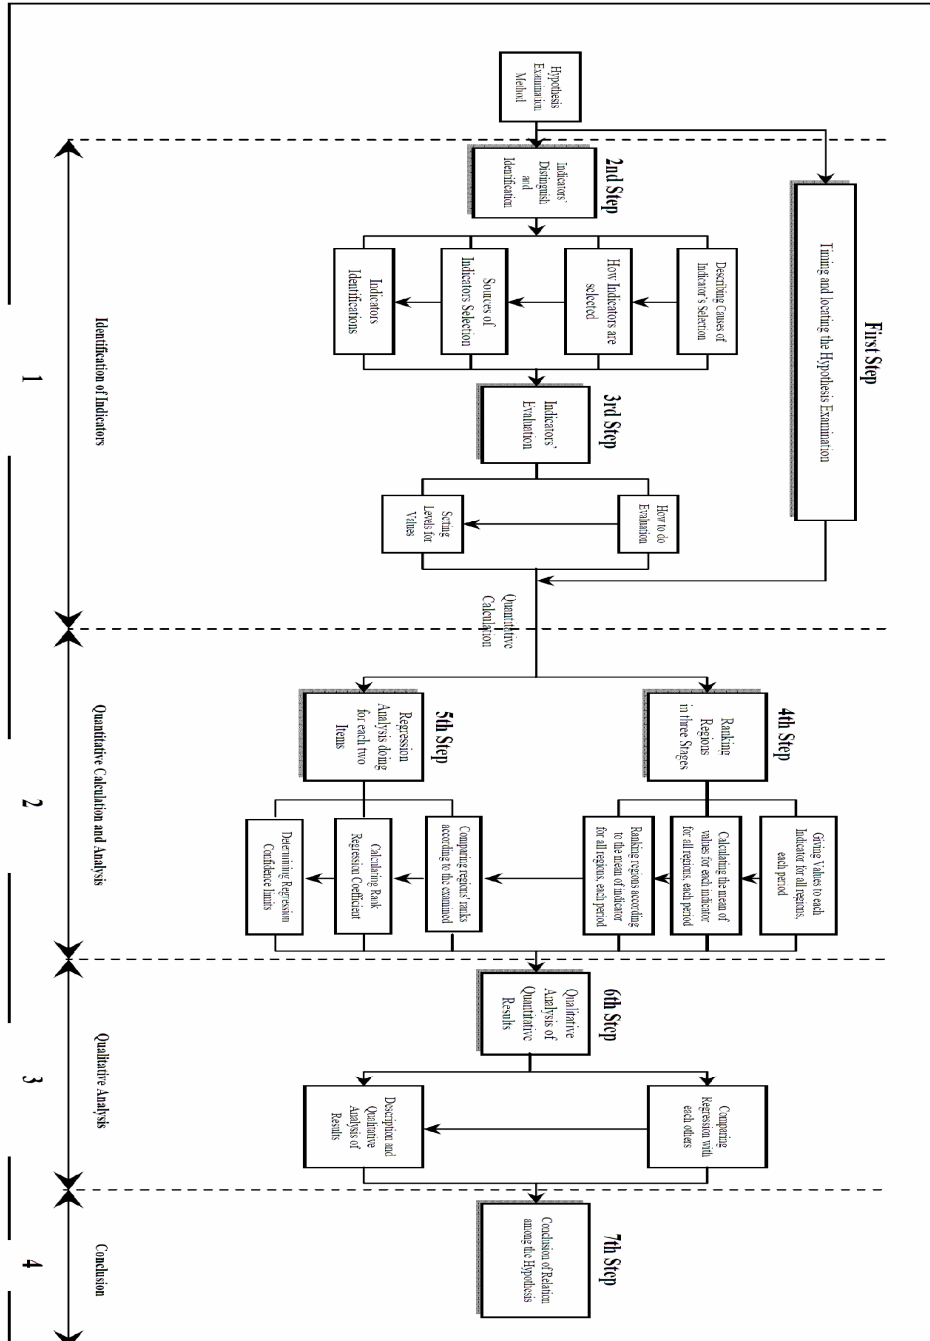 Hypothesis
Examination
Method
First Step
Timing and locating the Hypothesis Examination
2nd Step
Indicators'
Distinguish
and
Identification
Describing Causes of
Indicator's Selection
How Indicators are
selected
Sources of
Indicators Selection
Indicators
Identifications
3rd Step
Indicators'
Evaluation
How to do
Evaluation
Setting
Levels for
Values
Quantitative
Calculation
4th Step
Ranking
Regions
in three Stages
Giving Values to each
Indicator for all regions,
each period
Calculating the mean of
values for each indicator
for all regions, each period
Ranking regions according
to the mean of indicator
for all regions, each period
5th Step
Regression
Analysis doing
for each two
Items
Comparing regions' ranks
according to the examined
Calculating Rank
Regression Coefficient
Determining Regression
Confidence limits
6th Step
Qualitative
Analysis of
Quantitative
Results
Comparing
Regression with
each others
Description and
Qualitative
Analysis of
Results
7th Step
Conclusion of Relation
among the Hypothesis
Identification of Indicators
Quantitative Calculation and Analysis
Qualitative Analysis
Conclusion
1
2
3
4